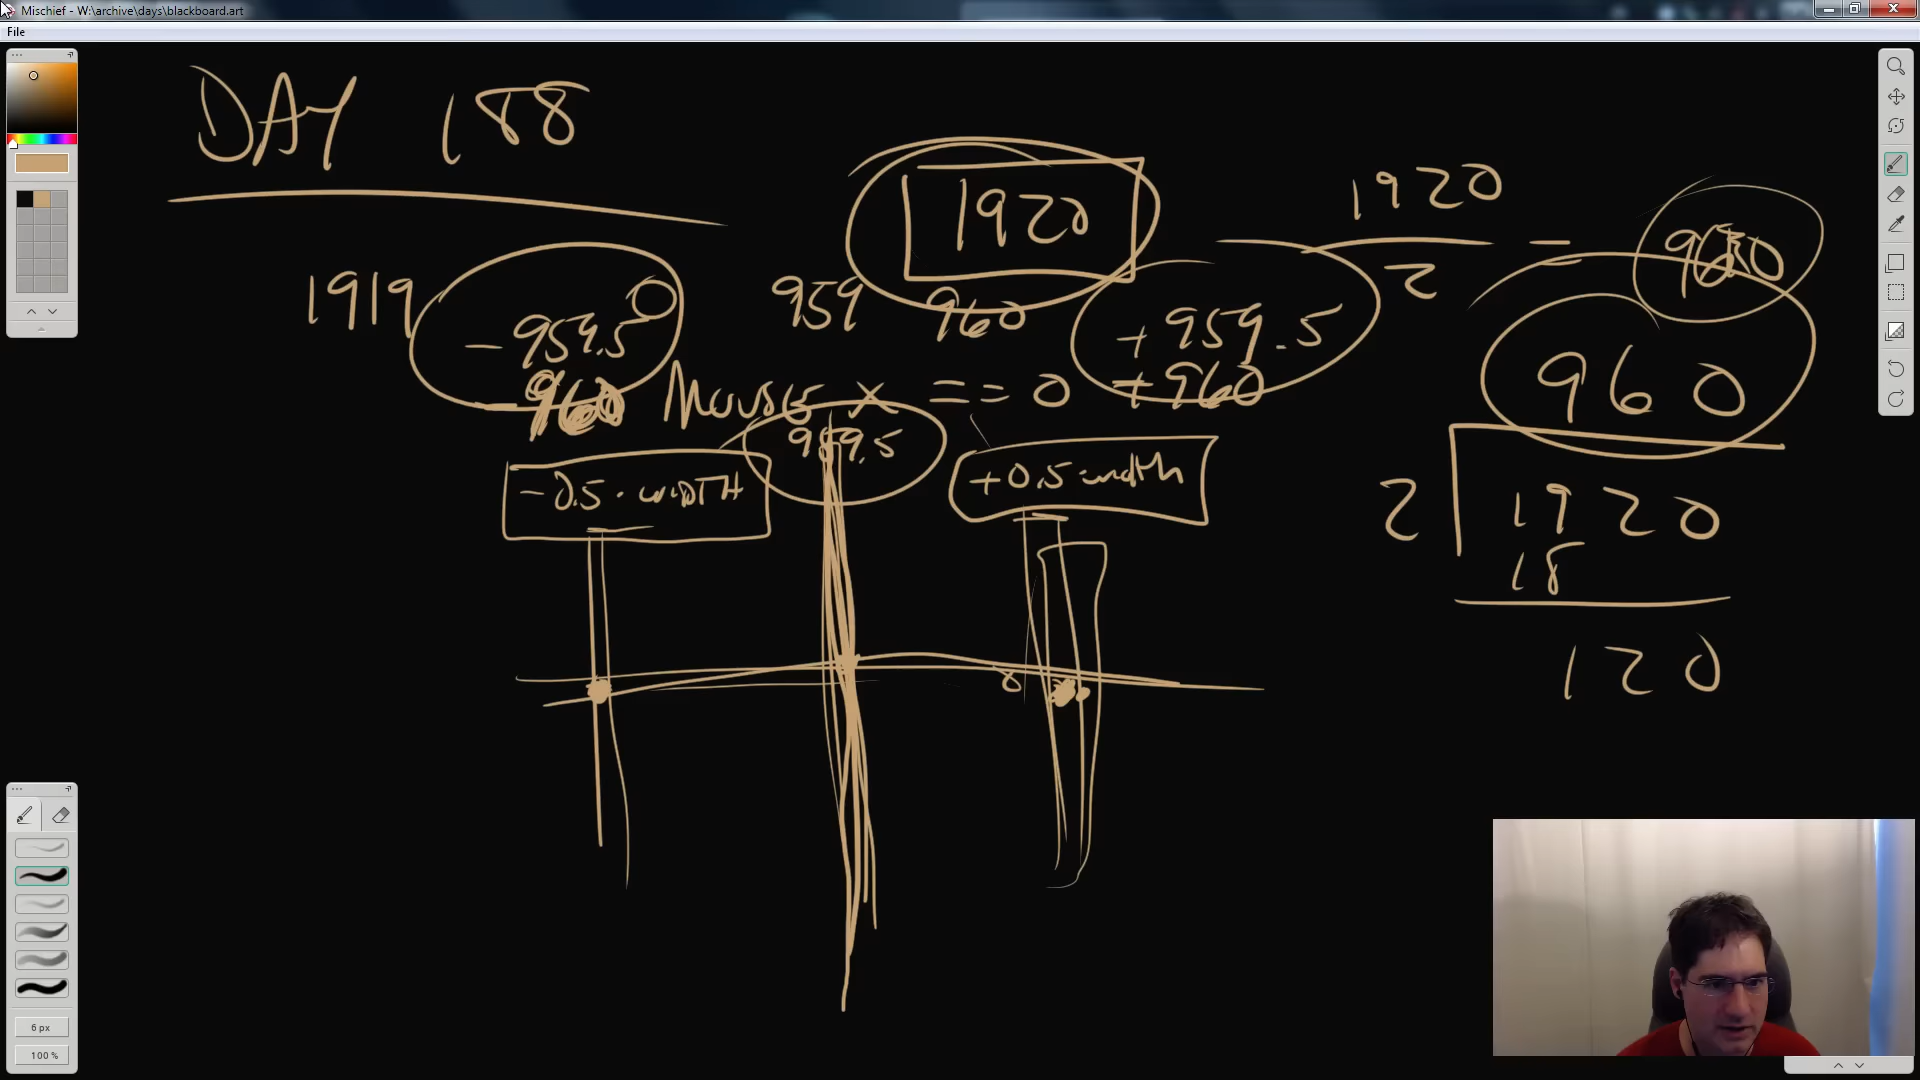 Mischief - W:\archive\days\blackboard.art
File
DAY 188
1920
1920
2
=
960
1919
0
959
960
- 959.5
+959.5
- 960
Mouse x == 0
+960
960
959.5
- 0.5 · WIDTH
+0.5 · width
2
1920
18
120
6 px
100 %